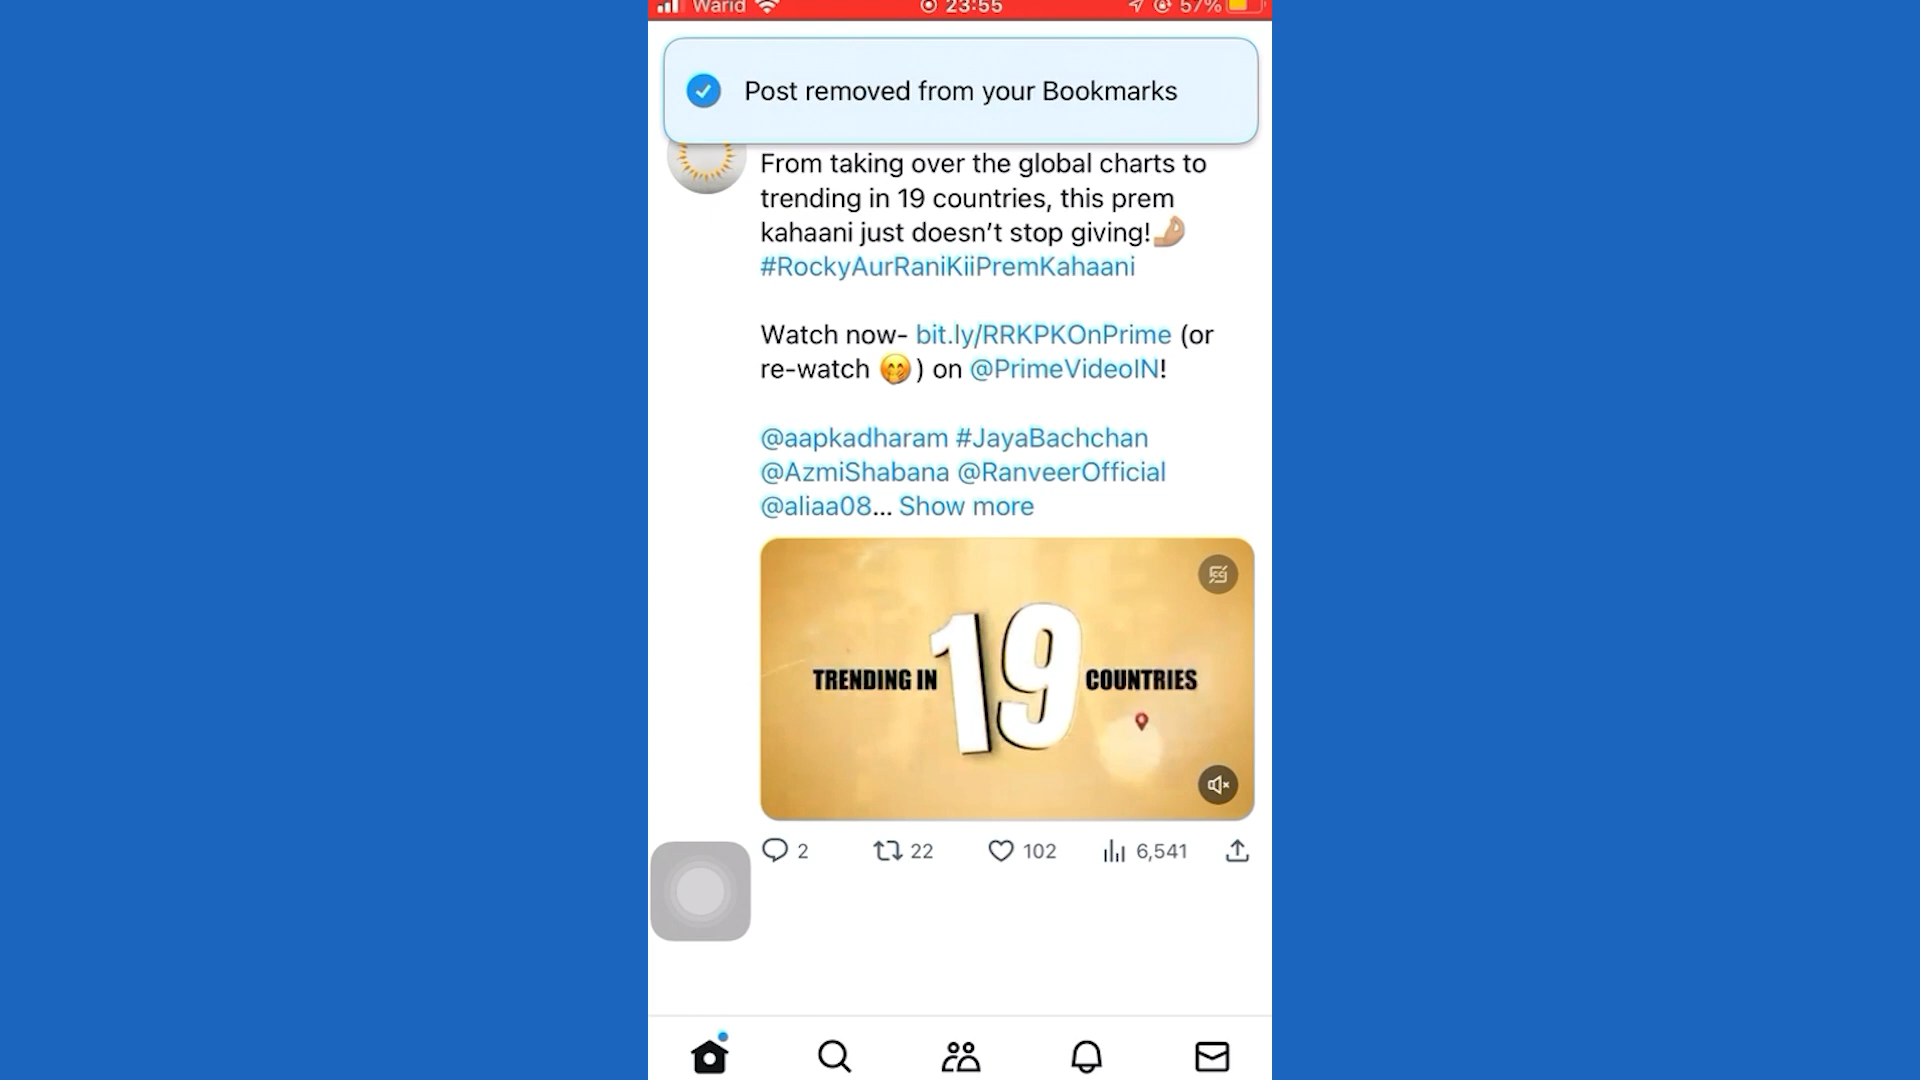 Warid 23:55 57%
Post removed from your Bookmarks
From taking over the global charts to
trending in 19 countries, this prem
kahaani just doesn’t stop giving!🤌🏼
#RockyAurRaniKiiPremKahaani
Watch now- bit.ly/RRKPKOnPrime (or
re-watch 🤭) on @PrimeVideoIN!
@aapkadharam #JayaBachchan
@AzmiShabana @RanveerOfficial
@aliaa08... Show more
TRENDING IN 19 COUNTRIES
2 22 102 6,541